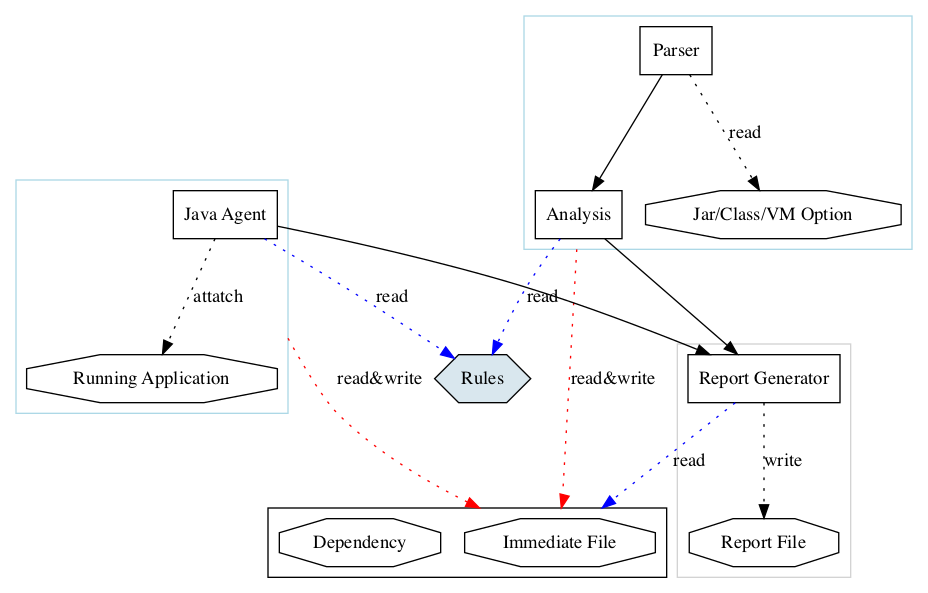 Parser
read
Java Agent
Analysis
Jar/Class/VM Option
attatch
read
read
Running Application
read&write
Rules
read&write
Report Generator
read
write
Dependency
Immediate File
Report File